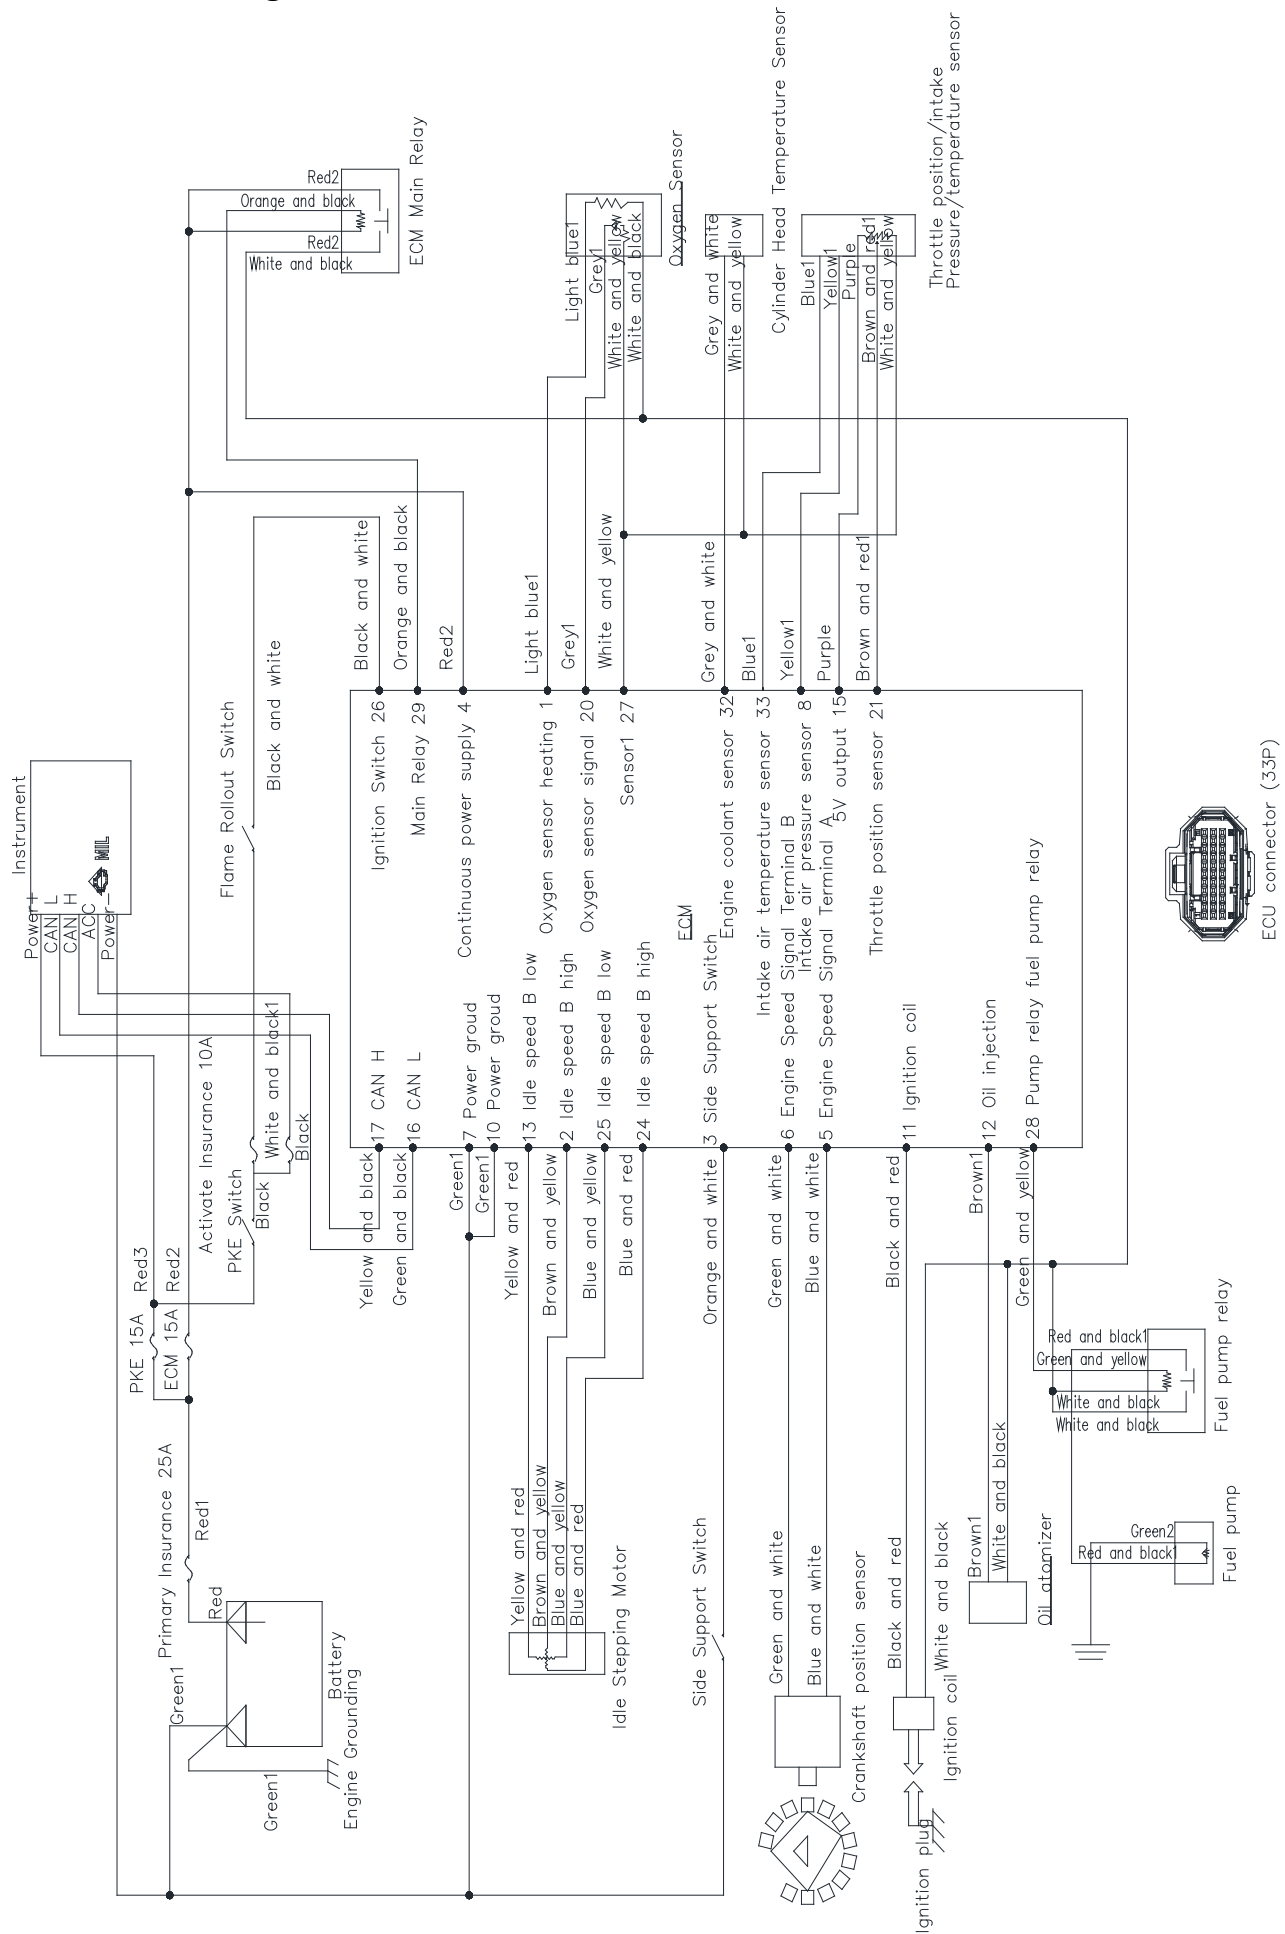 Instrument
Power+
CAN L
CAN H
ACC
Power-
MIL
Flame Rollout Switch
Black and white
Activate Insurance 10A
White and black1
Black
PKE Switch
Black
Red3
Red2
PKE 15A
ECM 15A
Primary Insurance 25A
Red1
Red
Green1
Battery
Engine Grounding
Green1
Red2
Orange and black
Red2
White and black
ECM Main Relay
Light blue1
Grey1
White and yellow
White and black
Oxygen Sensor
Grey and white
White and yellow
Cylinder Head Temperature Sensor
Blue1
Yellow1
Purple
Brown and red1
White and yellow
Throttle position/intake
Pressure/temperature sensor
Black and white
Orange and black
Red2
Light blue1
Grey1
White and yellow
Grey and white
Blue1
Yellow1
Purple
Brown and red1
Ignition Switch 26
Main Relay 29
Continuous power supply 4
Oxygen sensor heating 1
Oxygen sensor signal 20
Sensor1 27
ECM
Engine coolant sensor 32
Intake air temperature sensor 33
Intake air pressure sensor 8
5V output 15
Throttle position sensor 21
17 CAN H
16 CAN L
7 Power groud
10 Power groud
13 Idle speed B low
2 Idle speed B high
25 Idle speed B low
24 Idle speed B high
3 Side Support Switch
6 Engine Speed Signal Terminal B
5 Engine Speed Signal Terminal A
11 Ignition coil
12 Oil injection
28 Pump relay fuel pump relay
Yellow and black
Green and black
Green1
Green1
Yellow and red
Brown and yellow
Blue and yellow
Blue and red
Orange and white
Green and white
Blue and white
Black and red
Brown1
Green and yellow
Yellow and red
Brown and yellow
Blue and yellow
Blue and red
Idle Stepping Motor
Side Support Switch
Green and white
Blue and white
Crankshaft position sensor
Black and red
White and black
Ignition coil
Ignition plug
Brown1
White and black
Oil atomizer
Red and black1
Green and yellow
White and black
White and black
Fuel pump relay
Green2
Red and black1
Fuel pump
ECU connector (33P)